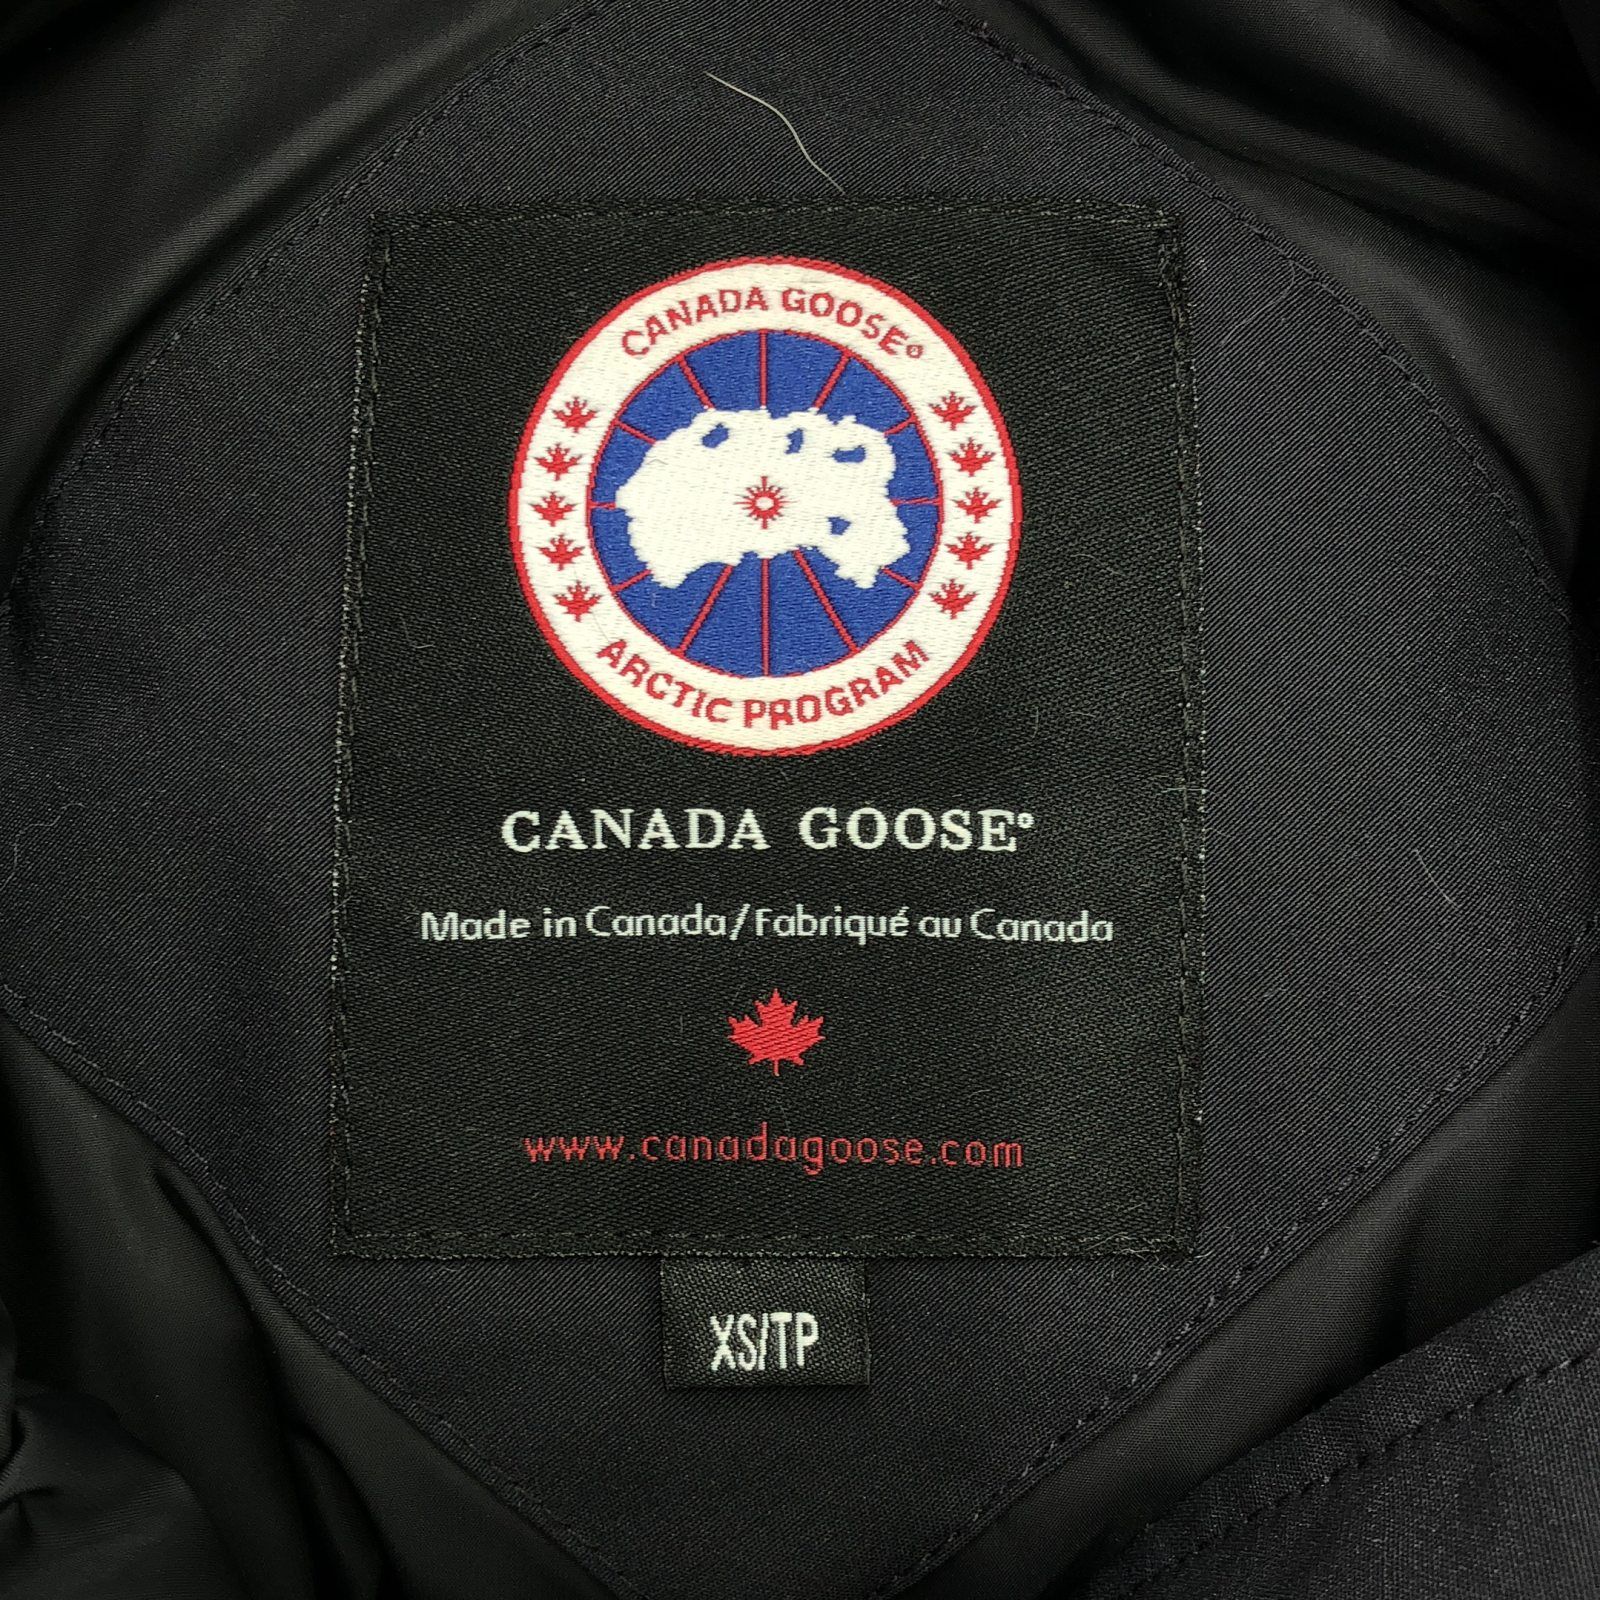 CANADA GOOSE®
ARCTIC PROGRAM
CANADA GOOSE®
Made in Canada/Fabriqué au Canada
www.canadagoose.com
XS/TP